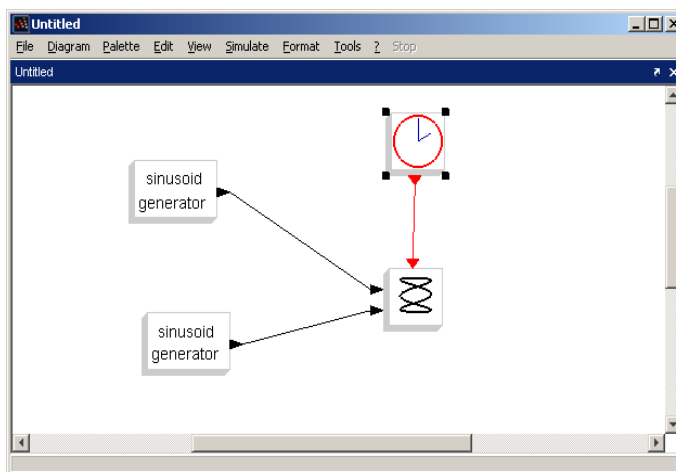 Untitled
File Diagram Palette Edit View Simulate Format Tools ? Stop
Untitled
sinusoid
generator
sinusoid
generator